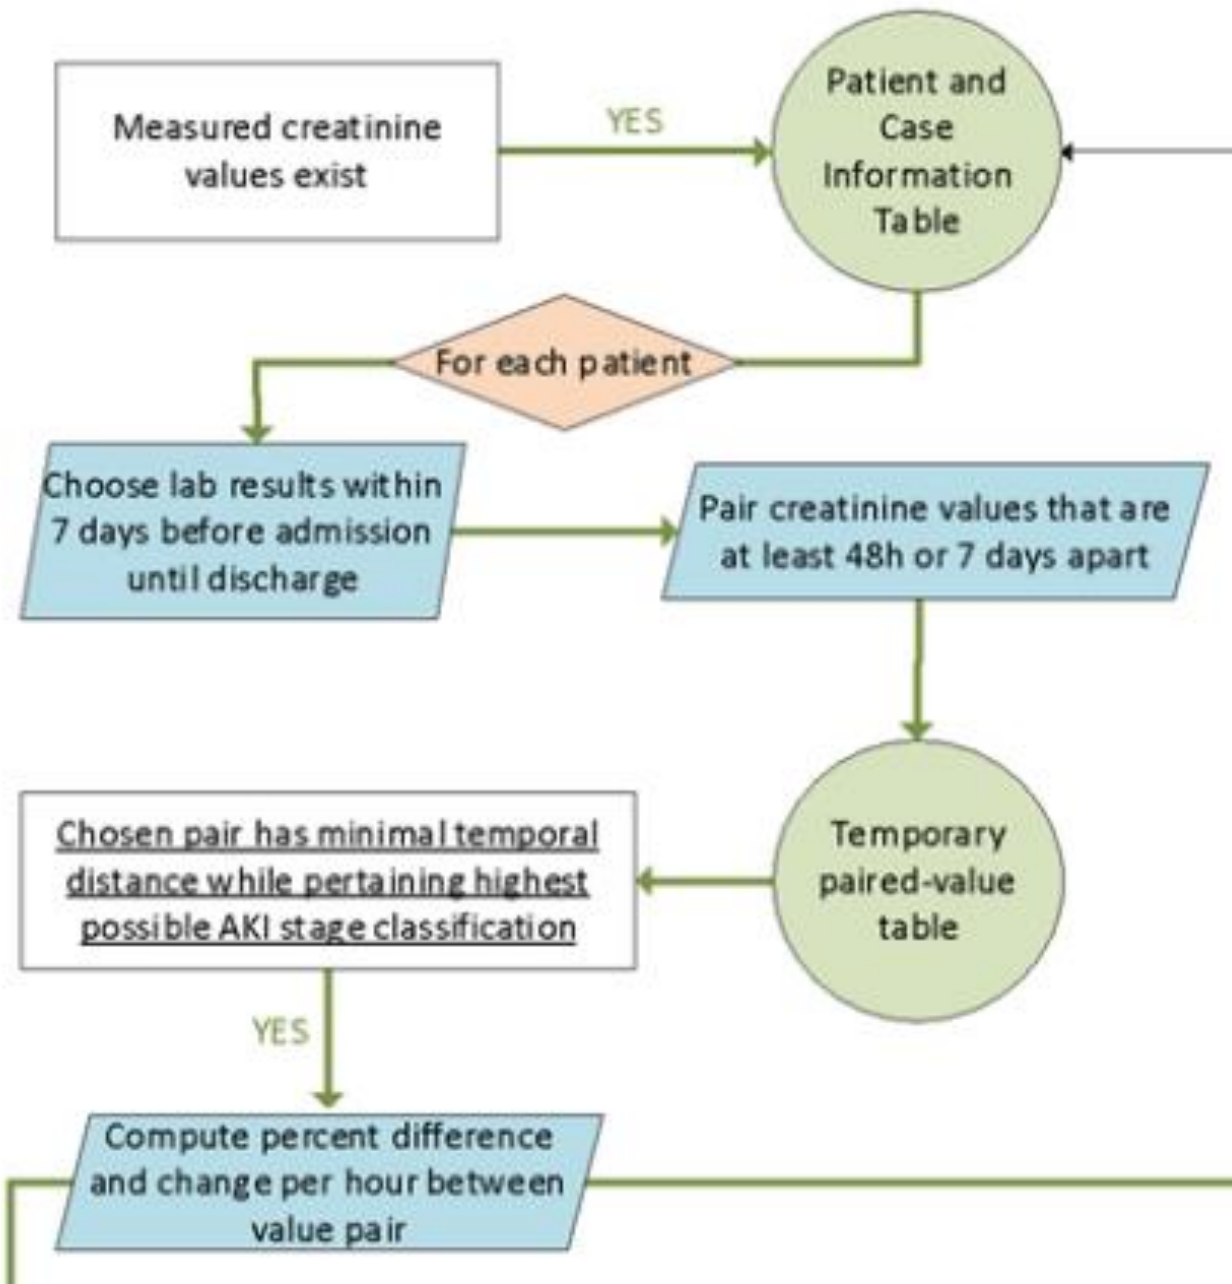 Measured creatinine
values exist
YES
Patient and
Case
Information
Table
For each patient
Choose lab results within
7 days before admission
until discharge
Pair creatinine values that are
at least 48h or 7 days apart
Temporary
paired-value
table
Chosen pair has minimal temporal
distance while pertaining highest
possible AKI stage classification
YES
Compute percent difference
and change per hour between
value pair